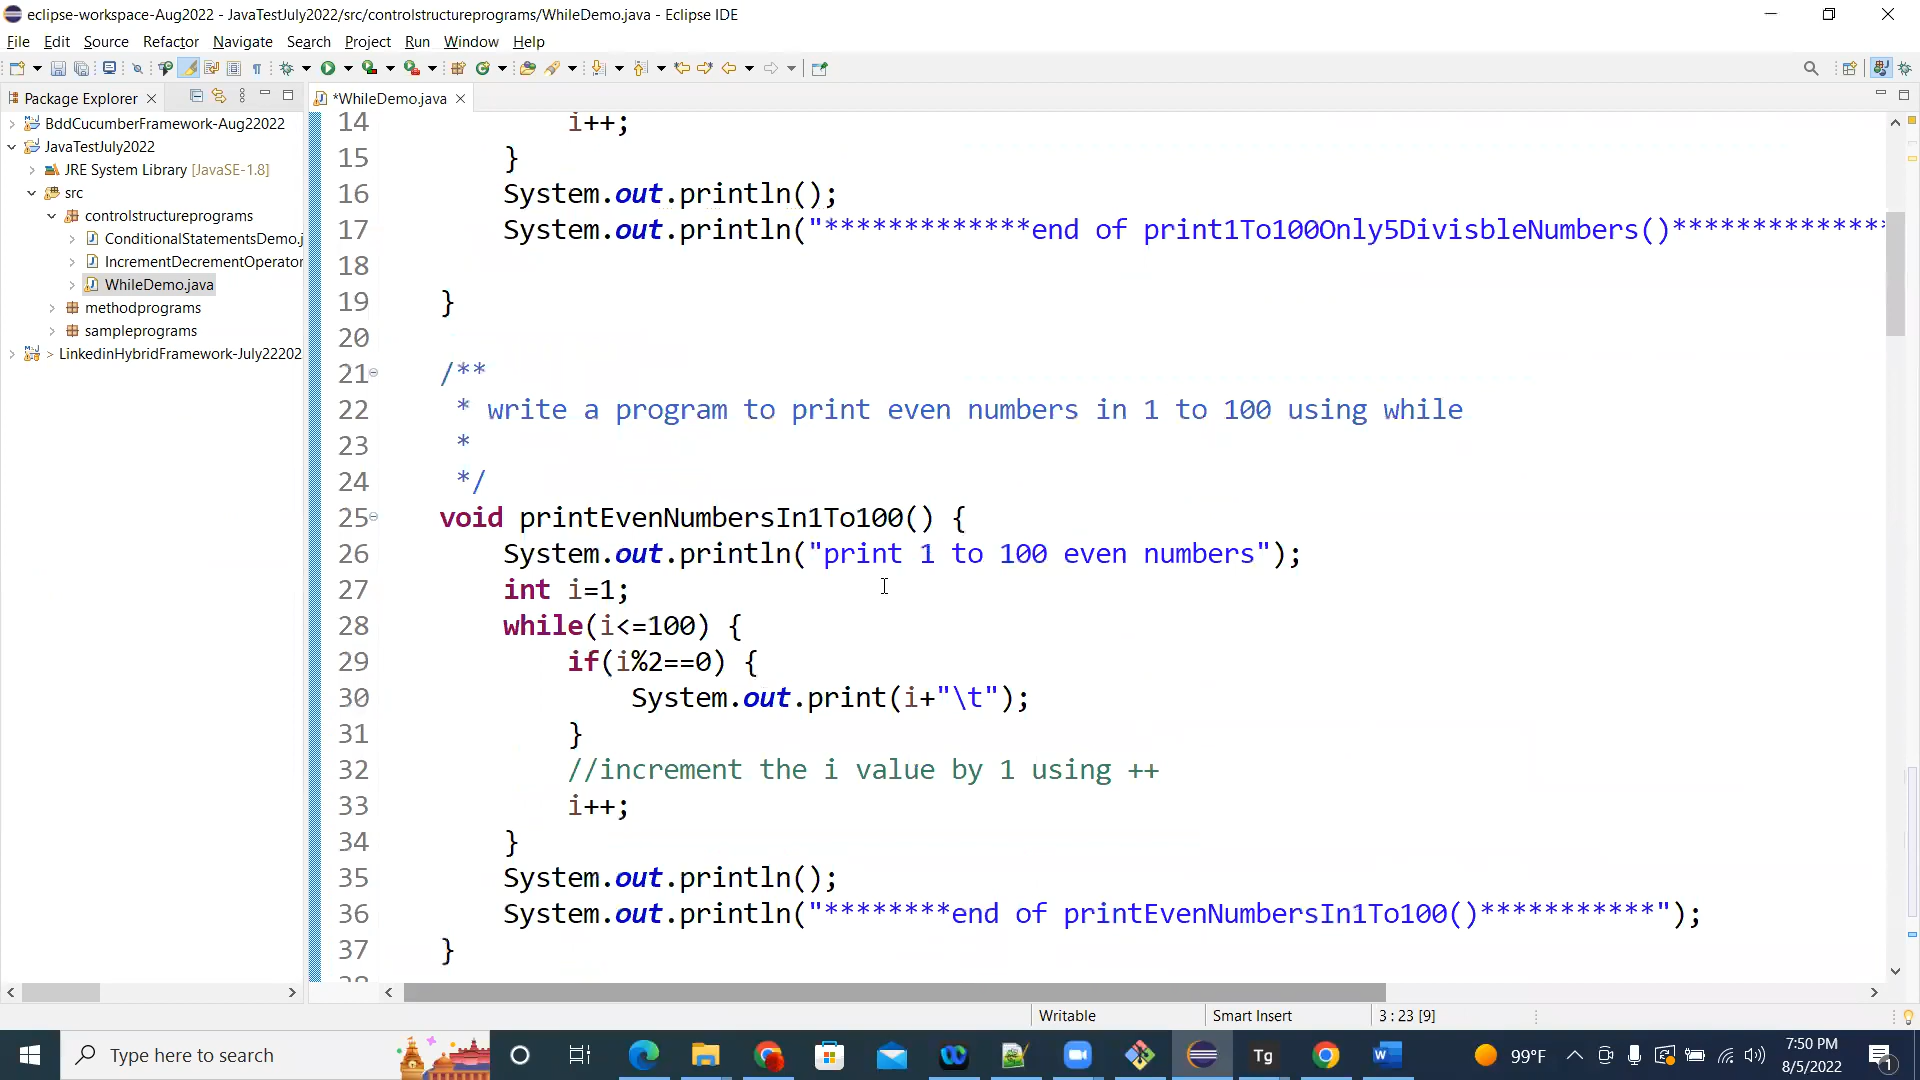 eclipse-workspace-Aug2022 - JavaTestJuly2022/src/controlstructureprograms/WhileDemo.java - Eclipse IDE
File Edit Source Refactor Navigate Search Project Run Window Help
Package Explorer
*WhileDemo.java
BddCucumberFramework-Aug22022
JavaTestJuly2022
JRE System Library [JavaSE-1.8]
src
controlstructureprograms
ConditionalStatementsDemo.j
IncrementDecrementOperator
WhileDemo.java
methodprograms
sampleprograms
> LinkedinHybridFramework-July22202
14 i++;
15 }
16 System.out.println();
17 System.out.println("*************end of print1To100Only5DivisbleNumbers()**************
18
19 }
20
21 /**
22 * write a program to print even numbers in 1 to 100 using while
23 *
24 */
25 void printEvenNumbersIn1To100() {
26 System.out.println("print 1 to 100 even numbers");
27 int i=1;
28 while(i<=100) {
29 if(i%2==0) {
30 System.out.print(i+"\t");
31 }
32 //increment the i value by 1 using ++
33 i++;
34 }
35 System.out.println();
36 System.out.println("********end of printEvenNumbersIn1To100()***********");
37 }
Writable Smart Insert 3 : 23 [9]
Type here to search
Tg
99°F
7:50 PM
8/5/2022
1